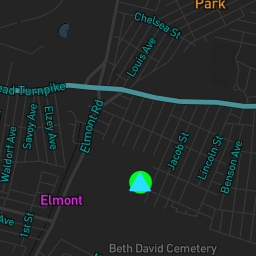 Park
Chelsea St
Louis Ave
ead Turnpike
Elmont Rd
Elzey Ave
Savoy Ave
Waldorf Ave
Jacob St
Lincoln St
Benson Ave
Elmont
1st St
Beth David Cemetery